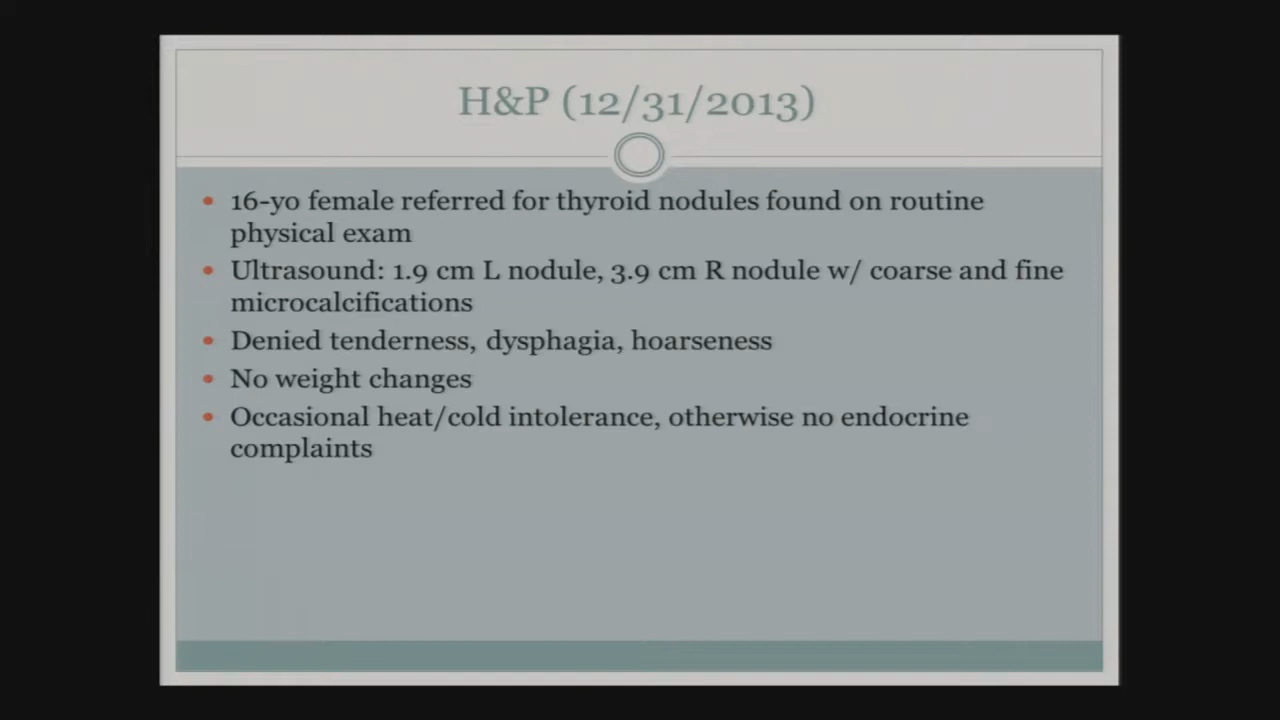 H&P (12/31/2013)
• 16-yo female referred for thyroid nodules found on routine
physical exam
• Ultrasound: 1.9 cm L nodule, 3.9 cm R nodule w/ coarse and fine
microcalcifications
• Denied tenderness, dysphagia, hoarseness
• No weight changes
• Occasional heat/cold intolerance, otherwise no endocrine
complaints